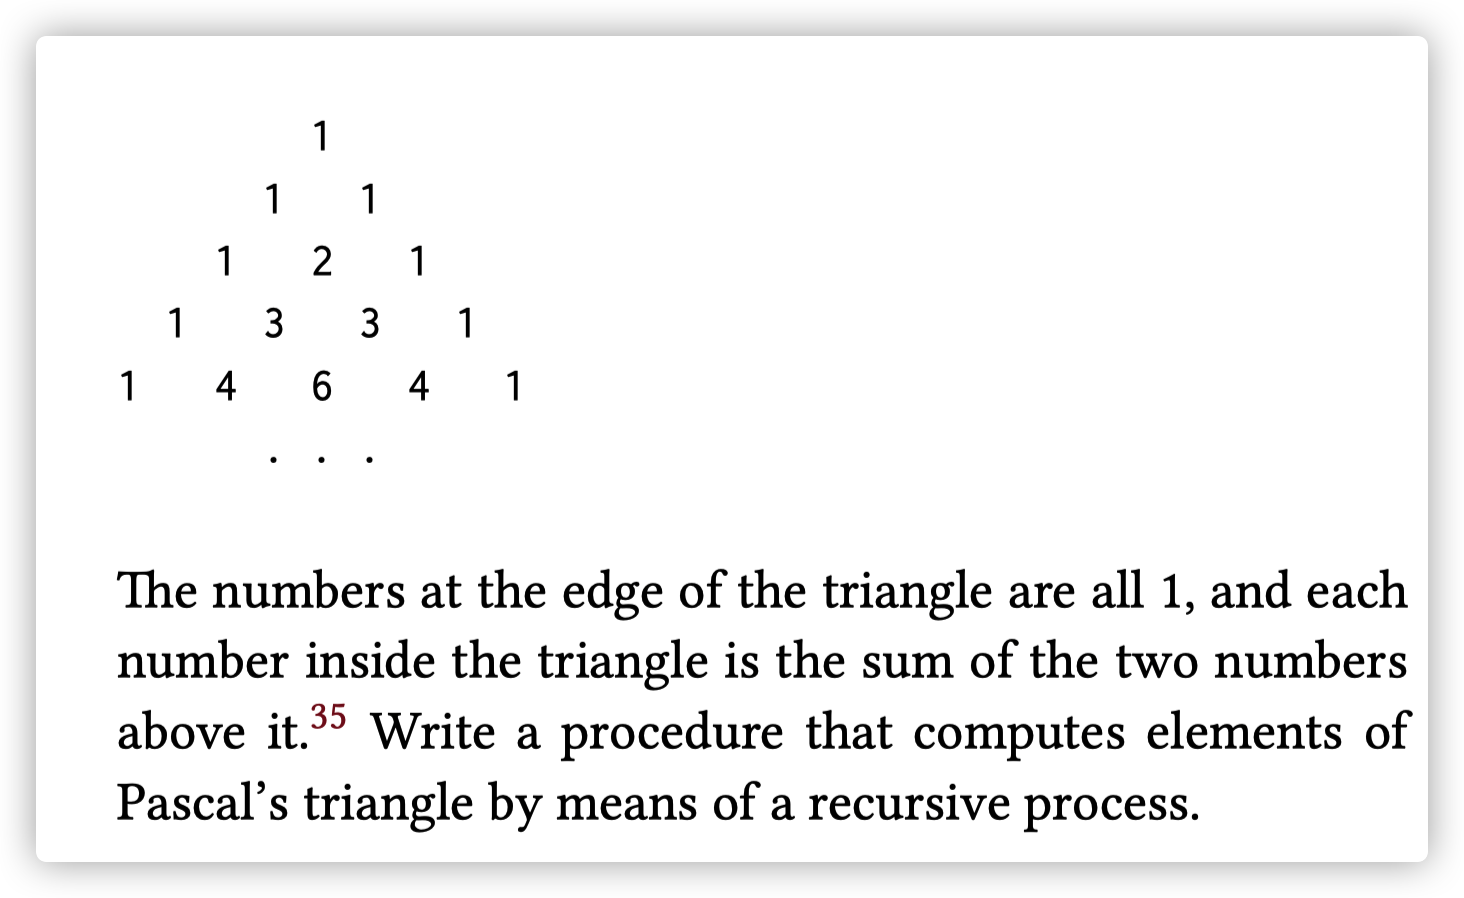 1
1 1
1 2 1
1 3 3 1
1 4 6 4 1
. . .
The numbers at the edge of the triangle are all 1, and each
number inside the triangle is the sum of the two numbers
above it.35 Write a procedure that computes elements of
Pascal’s triangle by means of a recursive process.